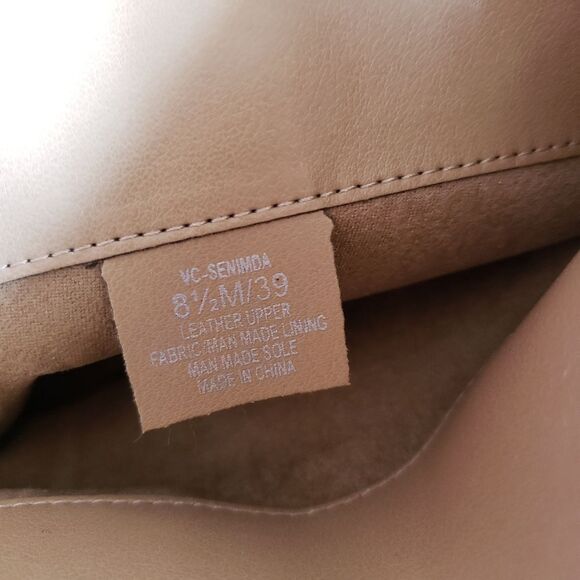 VC-SENIMDA
8½M/39
LEATHER UPPER
FABRIC/MAN MADE LINING
MAN MADE SOLE
MADE IN CHINA